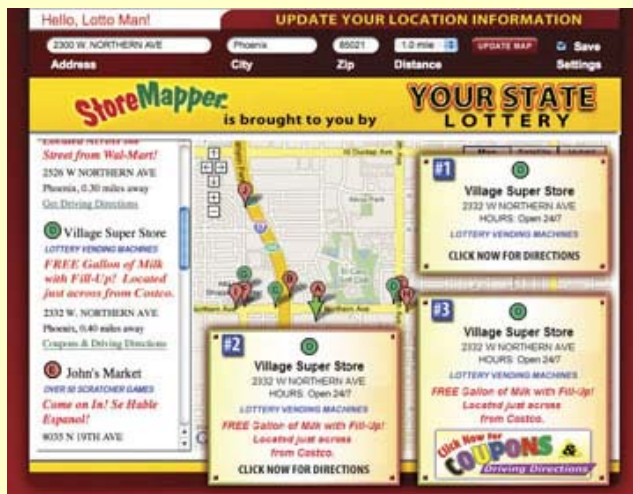 Hello, Lotto Man!
UPDATE YOUR LOCATION INFORMATION
2300 W. NORTHERN AVE
Phoenix
85021
1.0 mile
UPDATE MAP
Save
Address
City
Zip
Distance
Settings
StoreMapper
is brought to you by
YOUR STATE
LOTTERY
Located Across the
Street from Wal-Mart!
2526 W NORTHERN AVE
Phoenix, 0.30 miles away
Get Driving Directions
D Village Super Store
LOTTERY VENDING MACHINES
FREE Gallon of Milk
with Fill-Up! Located
just across from Costco.
2332 W. NORTHERN AVE
Phoenix, 0.40 miles away
Coupons & Driving Directions
E John's Market
OVER 50 SCRATCHER GAMES
Come on In! Se Hable
Espanol!
8035 N 19TH AVE
W Dunlap Ave
J
G
B
A
H
Northern Ave
#1
Village Super Store
2332 W NORTHERN AVE
HOURS: Open 24/7
LOTTERY VENDING MACHINES
CLICK NOW FOR DIRECTIONS
#2
Village Super Store
2332 W NORTHERN AVE
HOURS: Open 24/7
LOTTERY VENDING MACHINES
FREE Gallon of Milk with Fill-Up!
Located just across
from Costco.
CLICK NOW FOR DIRECTIONS
#3
Village Super Store
2332 W NORTHERN AVE
HOURS: Open 24/7
LOTTERY VENDING MACHINES
FREE Gallon of Milk with Fill-Up!
Located just across
from Costco.
Click Now for
COUPONS &
Driving Directions